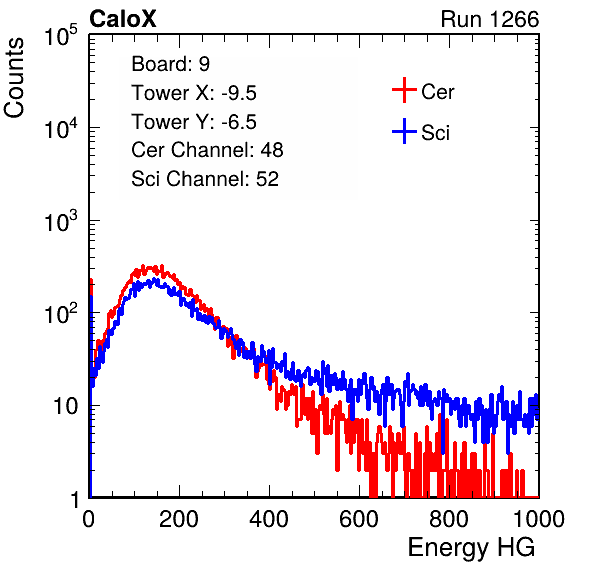 CaloX Run 1266
Counts
Board: 9
Tower X: -9.5
Tower Y: -6.5
Cer Channel: 48
Sci Channel: 52
Cer
Sci
10^5
10^4
10^3
10^2
10
1
0 200 400 600 800 1000
Energy HG